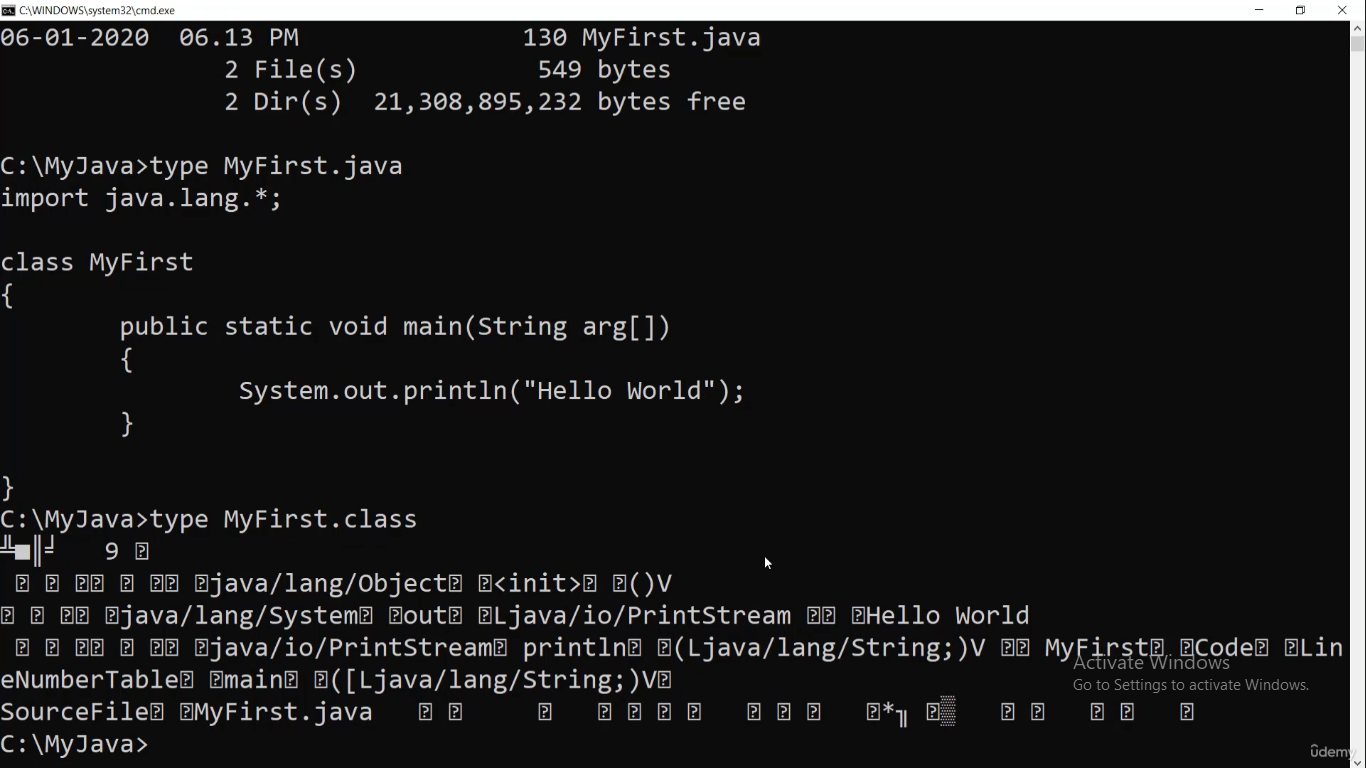 C:\WINDOWS\system32\cmd.exe
06-01-2020  06.13 PM               130 MyFirst.java
               2 File(s)            549 bytes
               2 Dir(s)  21,308,895,232 bytes free
C:\MyJava>type MyFirst.java
import java.lang.*;
class MyFirst
{
        public static void main(String arg[])
        {
                System.out.println("Hello World");
        }
}
C:\MyJava>type MyFirst.class
╩■║╛   9 
java/lang/Object <init> ()V
java/lang/System out Ljava/io/PrintStream Hello World
java/io/PrintStream println (Ljava/lang/String;)V MyFirst Code Lin
eNumberTable main ([Ljava/lang/String;)V
SourceFile MyFirst.java *╖ ▒
C:\MyJava>
Activate Windows
Go to Settings to activate Windows.
ûdemy